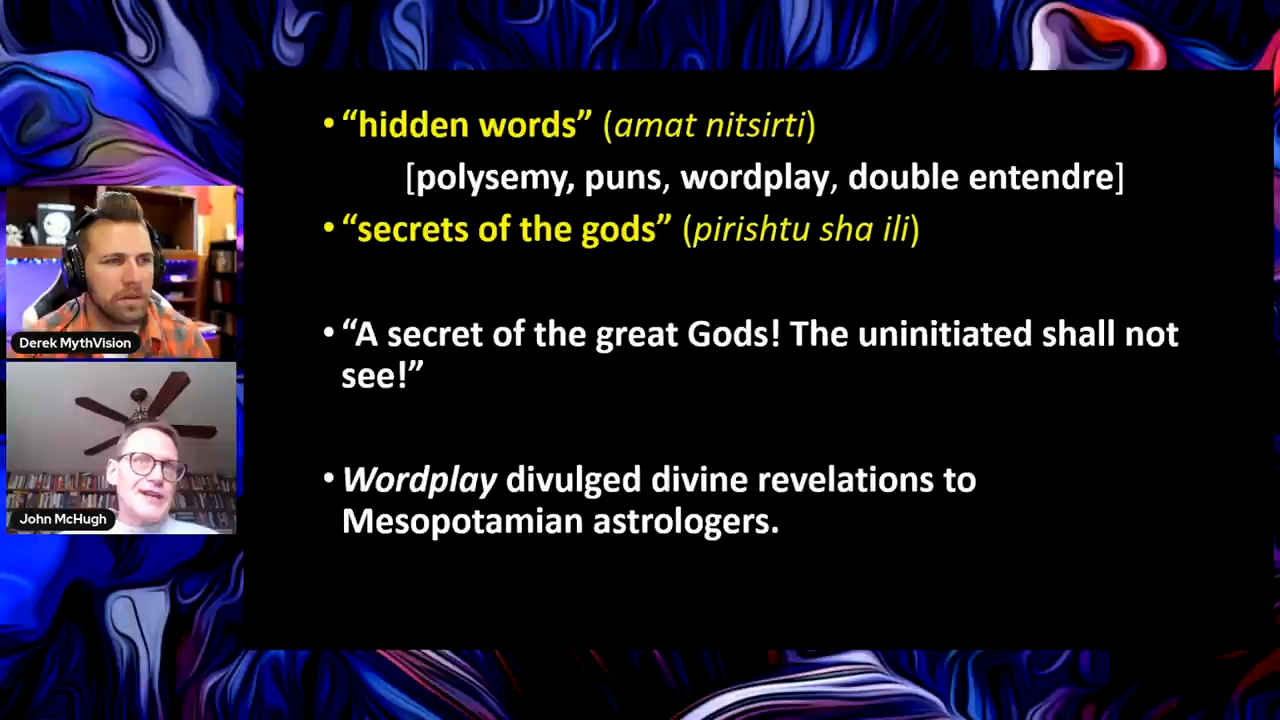 • “hidden words” (amat nitsirti)
[polysemy, puns, wordplay, double entendre]
• “secrets of the gods” (pirishtu sha ili)
• “A secret of the great Gods! The uninitiated shall not
see!”
• Wordplay divulged divine revelations to
Mesopotamian astrologers.
Derek MythVision
John McHugh